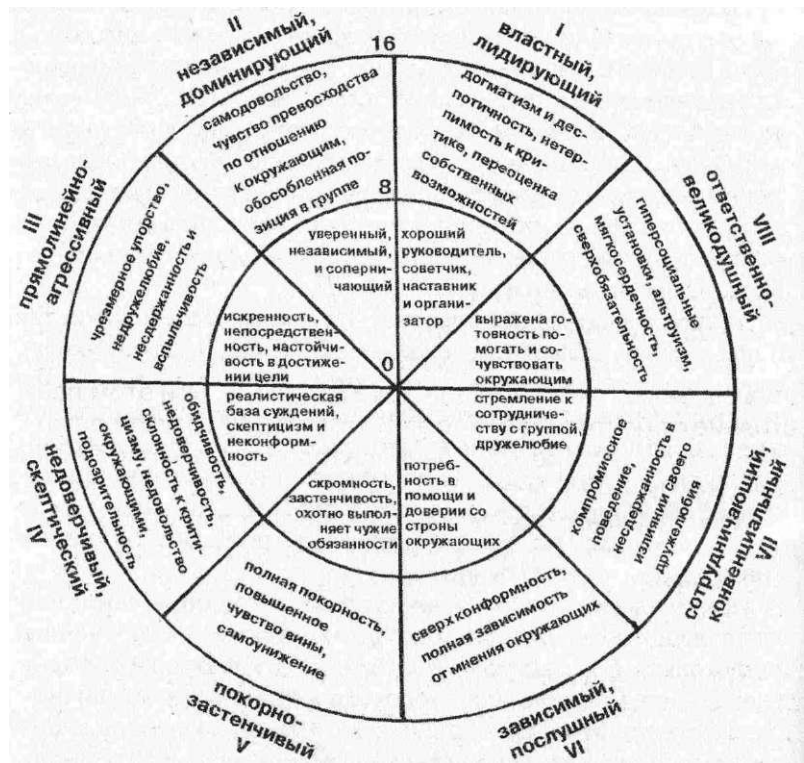 I
властный,
лидирующий
догматизм и дес-
потичность, нетер-
пимость к кри-
тике, переоценка
собственных
возможностей
хороший
руководитель,
советчик,
наставник
и органи-
затор
II
независимый,
доминирующий
самодовольство,
чувство превосходства
по отношению
к окружающим,
обособленная по-
зиция в группе
уверенный,
независимый,
и соперни-
чающий
III
прямолинейно-
агрессивный
чрезмерное упорство,
недружелюбие,
несдержанность и
вспыльчивость
искренность,
непосредствен-
ность, настойчи-
вость в достиже-
нии цели
IV
недоверчивый,
скептический
обидчивость,
недоверчивость,
склонность к крити-
цизму, недовольство
окружающими,
подозрительность
реалистическая
база суждений,
скептицизм и
неконформ-
ность
V
покорно-
застенчивый
полная покорность,
повышенное
чувство вины,
самоунижение
скромность,
застенчивость,
охотно выпол-
няет чужие
обязанности
VI
зависимый,
послушный
сверх конформность,
полная зависимость
от мнения окружающих
потреб-
ность в
помощи и
доверии со
строны
окружающих
VII
сотрудничающий,
конвенциальный
компромиссное
поведение,
несдержанность в
излиянии своего
дружелюбия
стремление к
сотрудниче-
ству с группой,
дружелюбие
VIII
ответственно-
великодушный
гиперсоциальные
установки, альтруизм,
мягкосердечность,
сверхобязательность
выражена го-
товность по-
могать и со-
чувствовать
окружающим
16
8
0